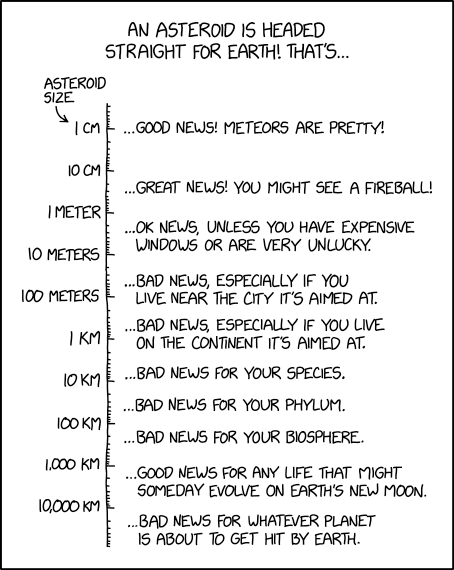 AN ASTEROID IS HEADED
STRAIGHT FOR EARTH! THAT'S...
ASTEROID
SIZE
1 CM
...GOOD NEWS! METEORS ARE PRETTY!
10 CM
...GREAT NEWS! YOU MIGHT SEE A FIREBALL!
1 METER
...OK NEWS, UNLESS YOU HAVE EXPENSIVE
WINDOWS OR ARE VERY UNLUCKY.
10 METERS
...BAD NEWS, ESPECIALLY IF YOU
LIVE NEAR THE CITY IT'S AIMED AT.
100 METERS
...BAD NEWS, ESPECIALLY IF YOU LIVE
ON THE CONTINENT IT'S AIMED AT.
1 KM
...BAD NEWS FOR YOUR SPECIES.
10 KM
...BAD NEWS FOR YOUR PHYLUM.
100 KM
...BAD NEWS FOR YOUR BIOSPHERE.
1,000 KM
...GOOD NEWS FOR ANY LIFE THAT MIGHT
SOMEDAY EVOLVE ON EARTH'S NEW MOON.
10,000 KM
...BAD NEWS FOR WHATEVER PLANET
IS ABOUT TO GET HIT BY EARTH.